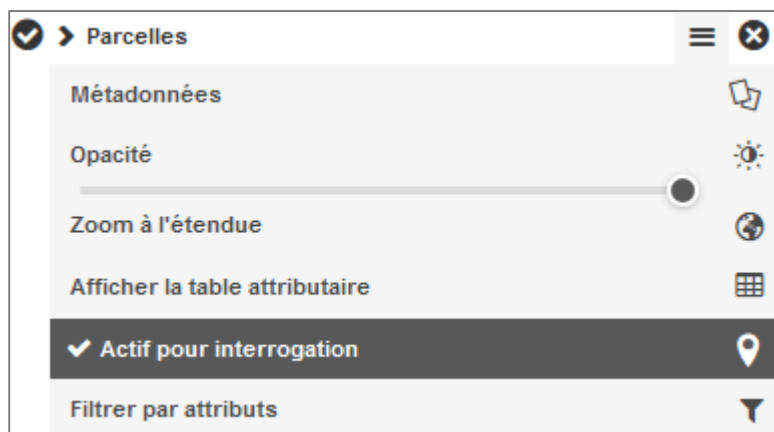 Parcelles
Métadonnées
Opacité
Zoom à l'étendue
Afficher la table attributaire
Actif pour interrogation
Filtrer par attributs